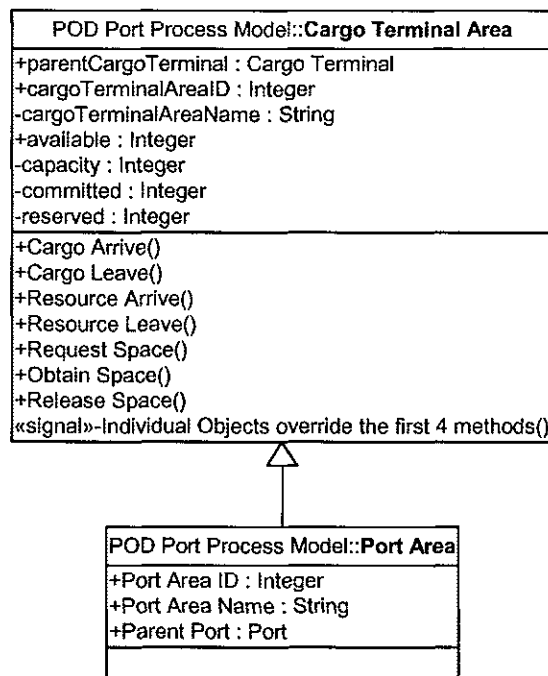 POD Port Process Model::Cargo Terminal Area
+parentCargoTerminal : Cargo Terminal
+cargoTerminalAreaID : Integer
-cargoTerminalAreaName : String
+available : Integer
-capacity : Integer
-committed : Integer
-reserved : Integer
+Cargo Arrive()
+Cargo Leave()
+Resource Arrive()
+Resource Leave()
+Request Space()
+Obtain Space()
+Release Space()
«signal»-Individual Objects override the first 4 methods()
POD Port Process Model::Port Area
+Port Area ID : Integer
+Port Area Name : String
+Parent Port : Port